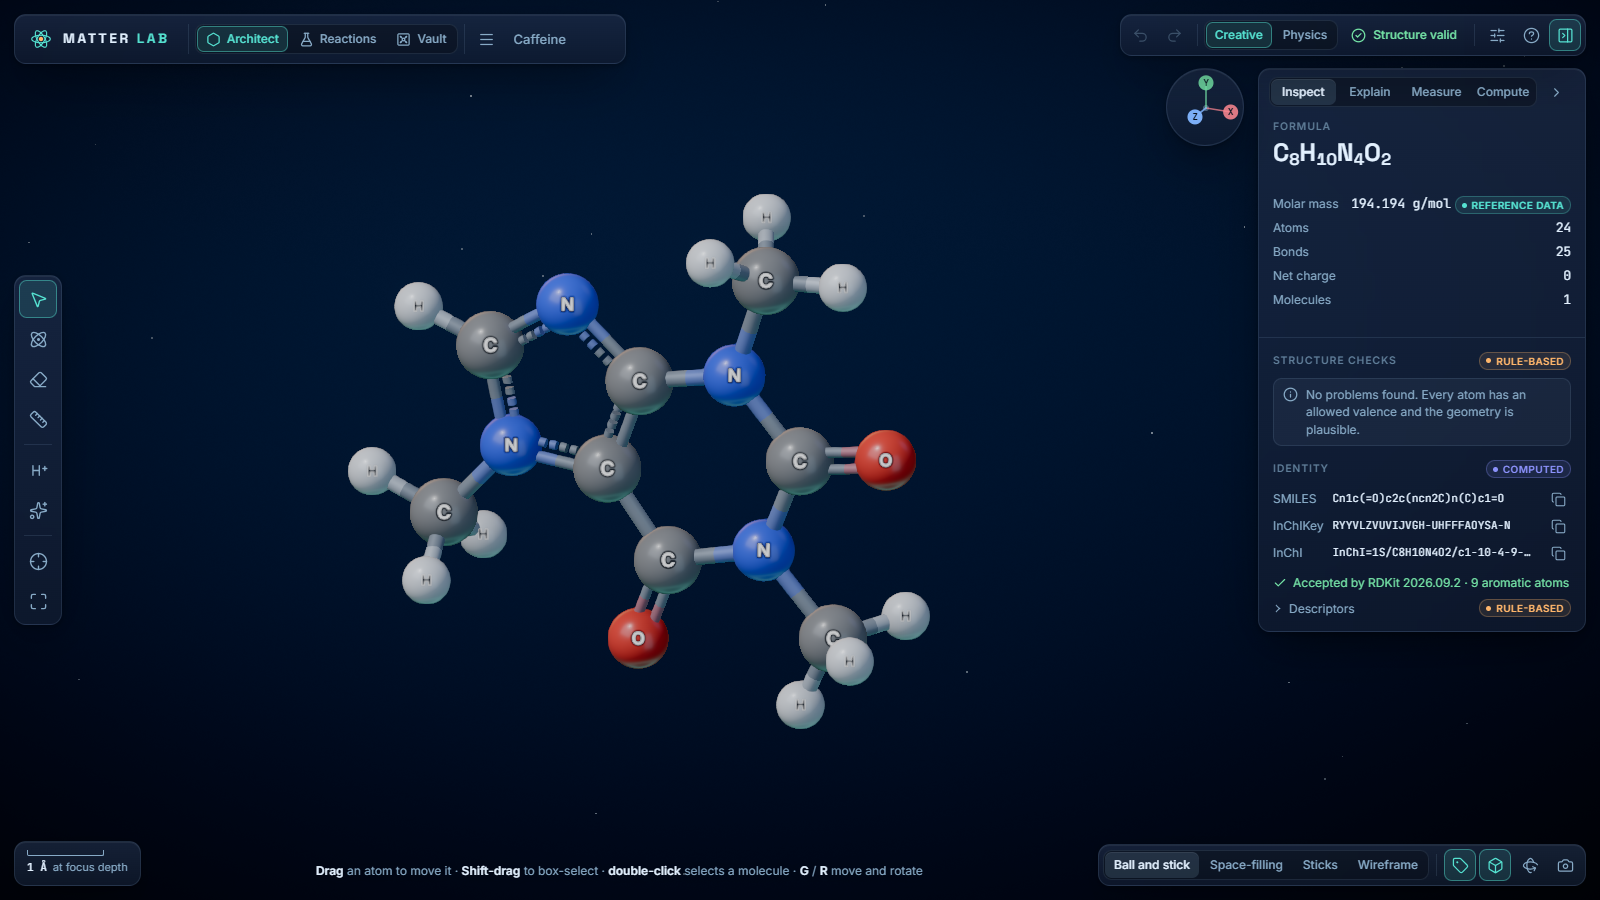 MATTER LAB
Architect
Reactions
Vault
Caffeine
Creative
Physics
Structure valid
Y
X
Z
Inspect
Explain
Measure
Compute
FORMULA
C8H10N4O2
Molar mass 194.194 g/mol REFERENCE DATA
Atoms 24
Bonds 25
Net charge 0
Molecules 1
STRUCTURE CHECKS RULE-BASED
No problems found. Every atom has an
allowed valence and the geometry is
plausible.
IDENTITY COMPUTED
SMILES Cn1c(=O)c2c(ncn2C)n(C)c1=O
InChIKey RYYVLZVUVIJVGH-UHFFFAOYSA-N
InChI InChI=1S/C8H10N4O2/c1-10-4-9-…
Accepted by RDKit 2026.09.2 · 9 aromatic atoms
Descriptors RULE-BASED
H+
H
H
H
C
H
H
N
C
C
N
N
C
C
O
H
C
H
H
C
N
O
C
H
H
H
1 Å at focus depth
Drag an atom to move it · Shift-drag to box-select · double-click selects a molecule · G / R move and rotate
Ball and stick
Space-filling
Sticks
Wireframe